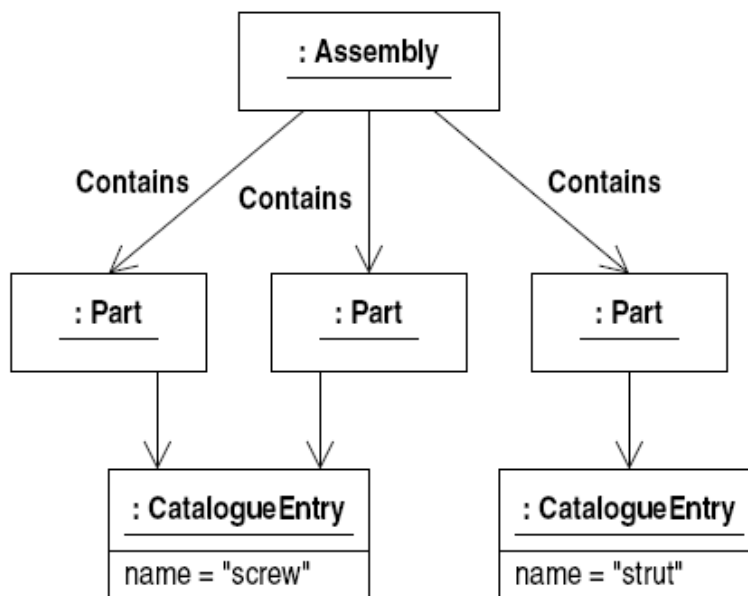 : Assembly
Contains
Contains
Contains
: Part
: Part
: Part
: CatalogueEntry
name = "screw"
: CatalogueEntry
name = "strut"